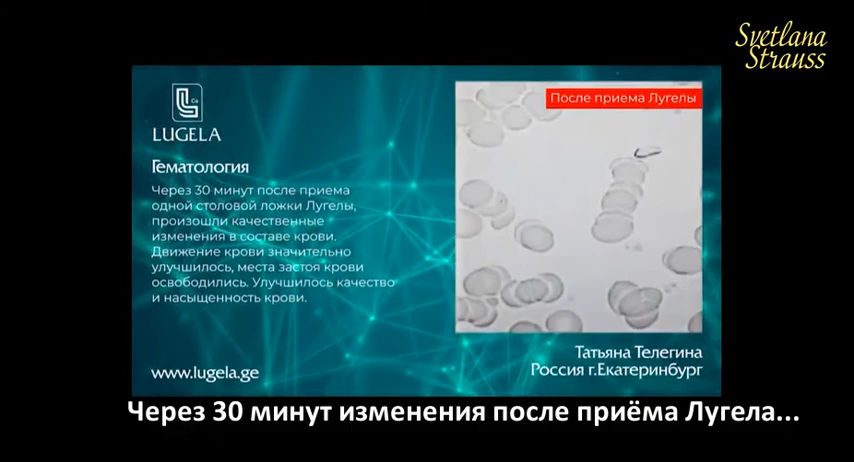 Svetlana
Strauss
Ca
LUGELA
После приема Лугелы
Гематология
Через 30 минут после приема
одной столовой ложки Лугелы,
произошли качественные
изменения в составе крови.
Движение крови значительно
улучшилось, места застоя крови
освободились. Улучшилось качество
и насыщенность крови.
Татьяна Телегина
Россия г.Екатеринбург
www.lugela.ge
Через 30 минут изменения после приёма Лугела...